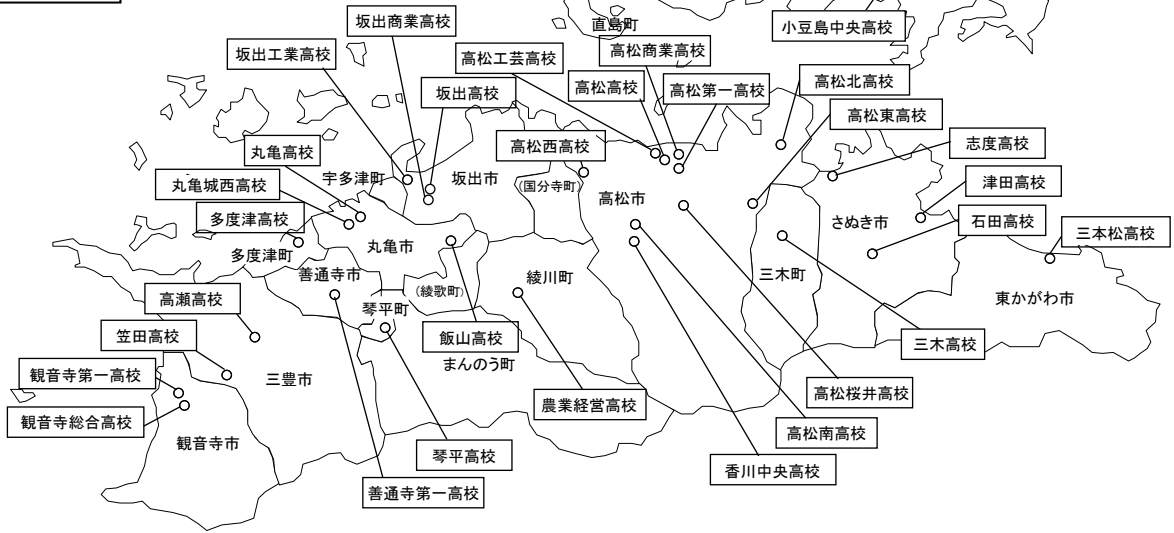 坂出商業高校
直島町
小豆島中央高校
坂出工業高校
高松工芸高校
高松商業高校
高松高校
高松第一高校
高松北高校
坂出高校
高松東高校
丸亀高校
高松西高校
志度高校
宇多津町
坂出市
(国分寺町)
高松市
津田高校
丸亀城西高校
多度津高校
さぬき市
石田高校
三本松高校
多度津町
丸亀市
善通寺市
綾川町
三木町
(綾歌町)
東かがわ市
高瀬高校
琴平町
笠田高校
飯山高校
三木高校
まんのう町
観音寺第一高校
三豊市
高松桜井高校
農業経営高校
観音寺総合高校
高松南高校
観音寺市
琴平高校
香川中央高校
善通寺第一高校